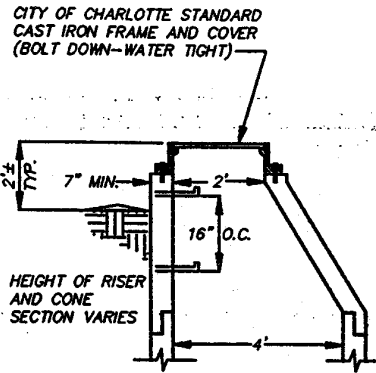 CITY OF CHARLOTTE STANDARD
CAST IRON FRAME AND COVER
(BOLT DOWN-WATER TIGHT)
2'±
TYP.
7" MIN.
2'
16" O.C.
HEIGHT OF RISER
AND CONE
SECTION VARIES
4'